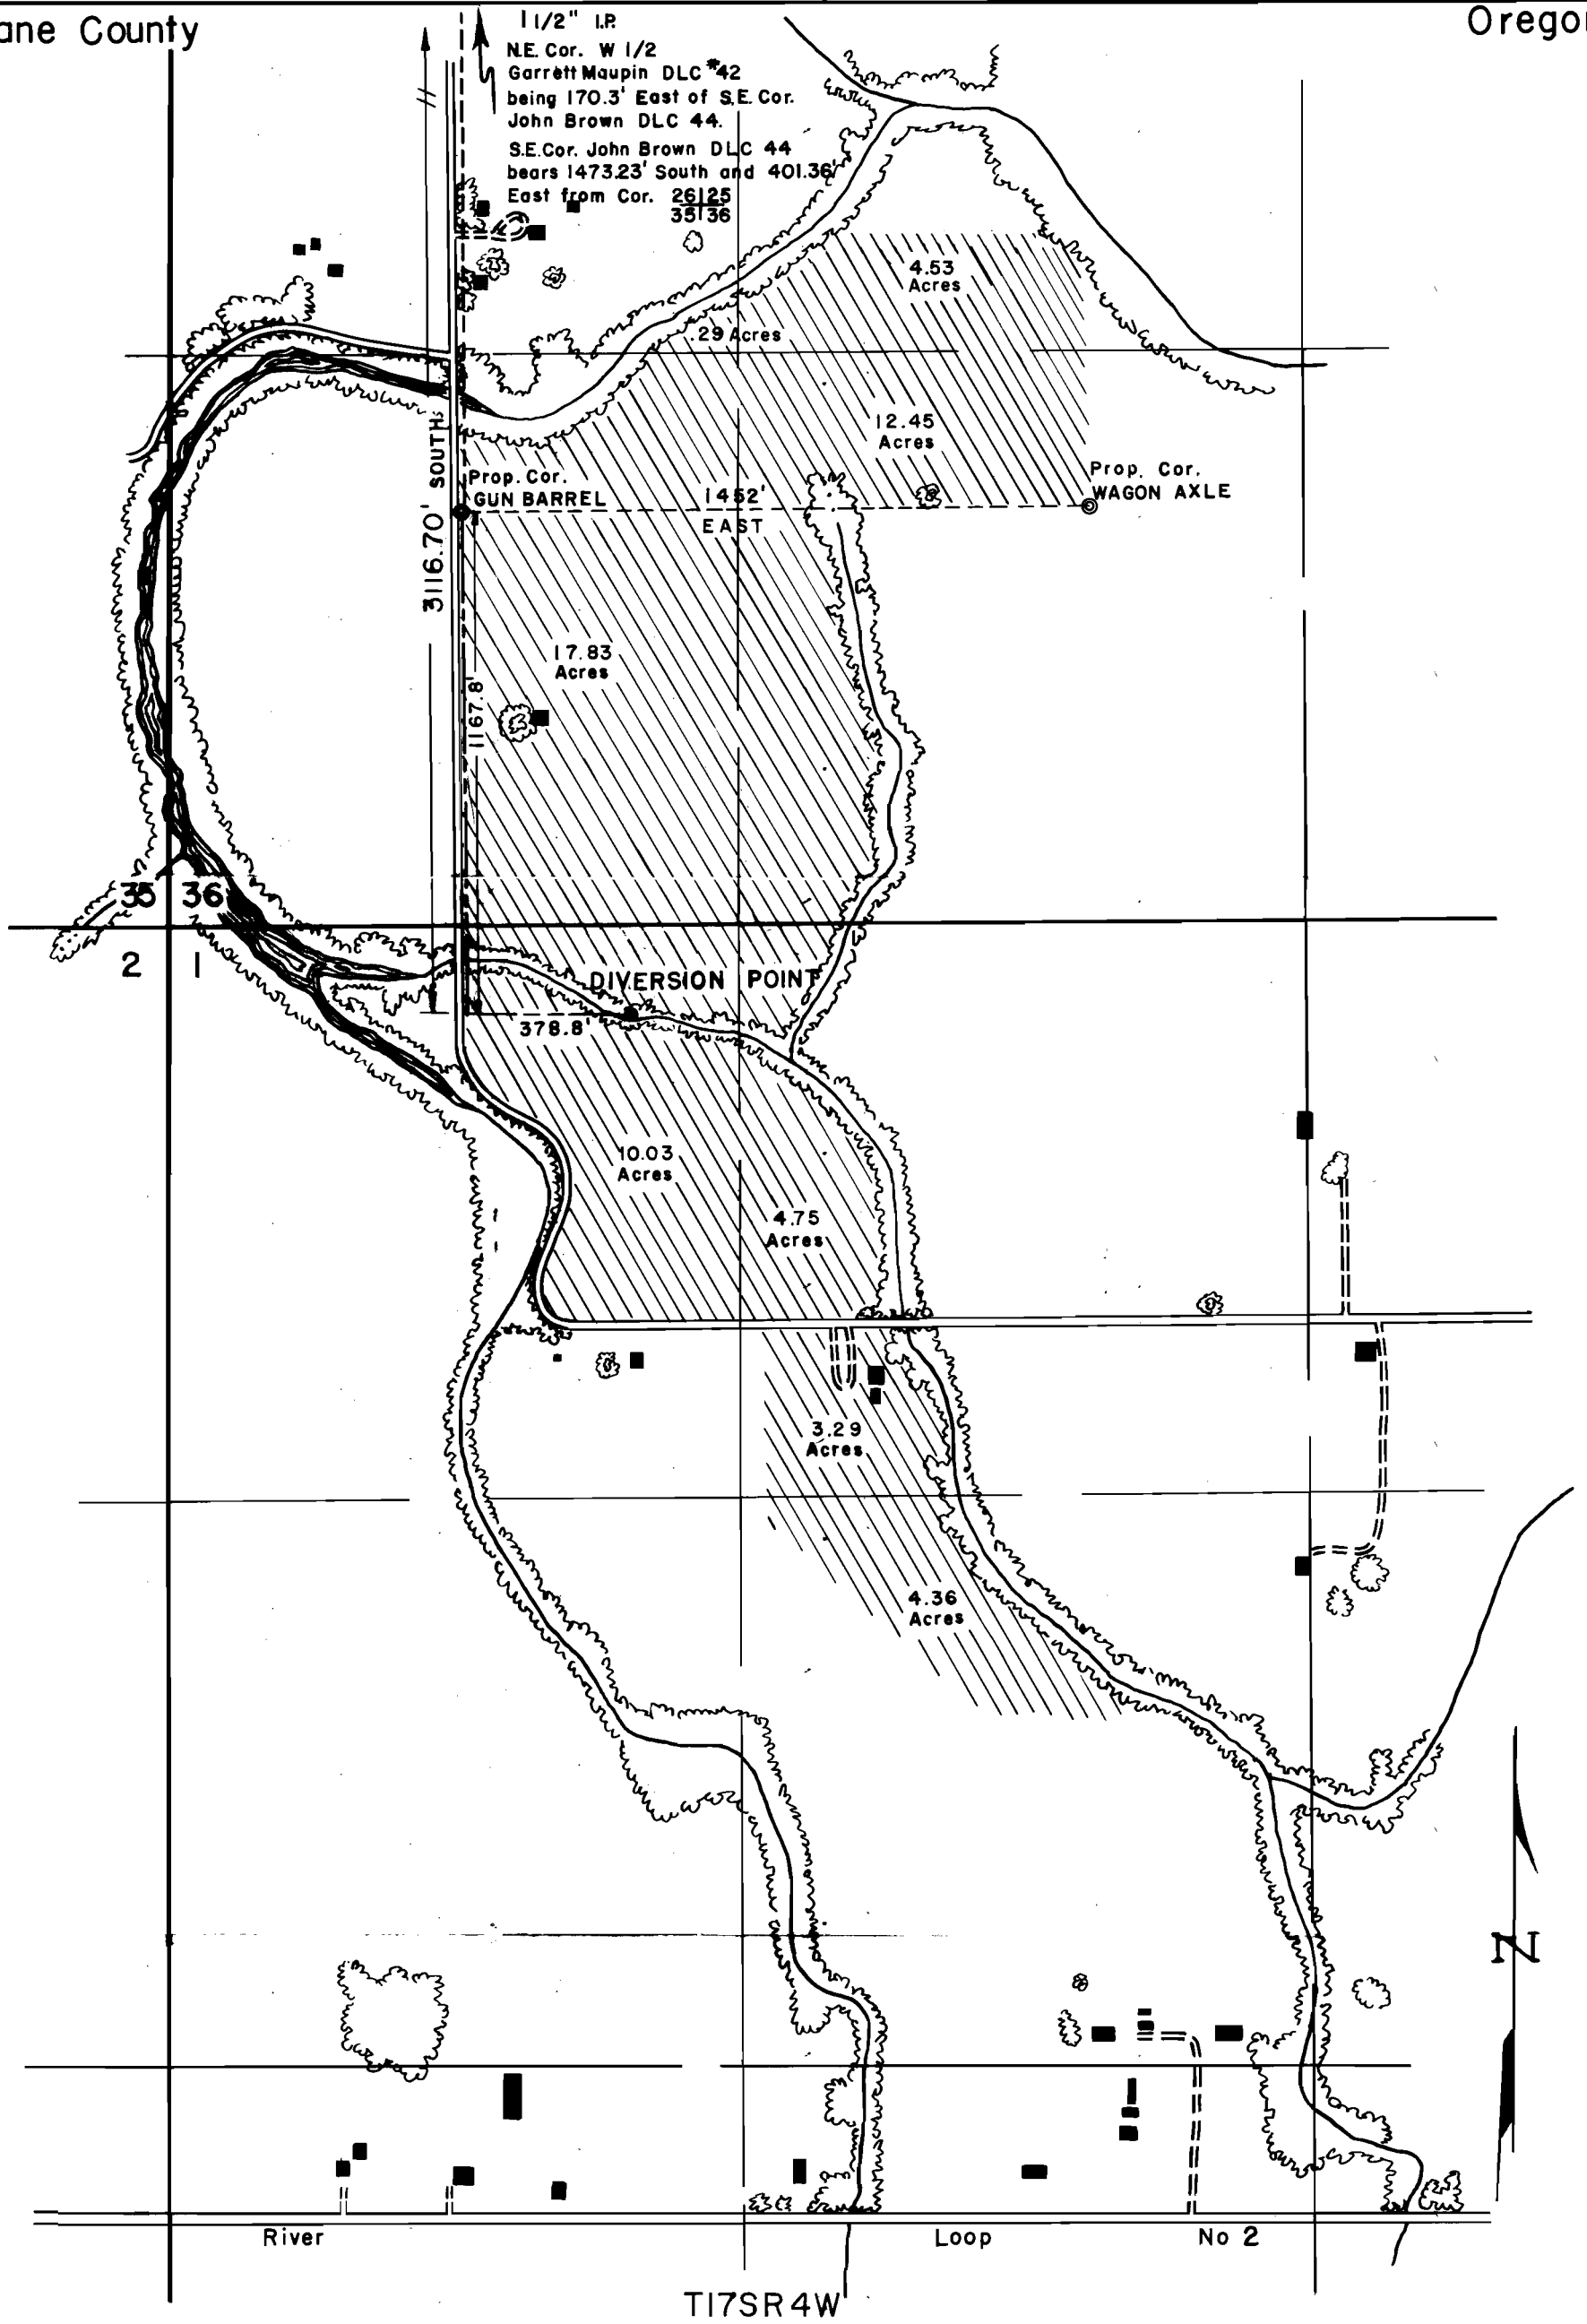 ane County
Orego
1 1/2" I.P.
N.E. Cor. W 1/2
Garrett Maupin DLC #42
being 170.3' East of S.E. Cor.
John Brown DLC 44.
S.E. Cor. John Brown DLC 44
bears 1473.23' South and 401.36'
East from Cor. 26|25
35|36
4.53
Acres
.29 Acres
12.45
Acres
3116.70' SOUTH
Prop. Cor.
GUN BARREL
1452'
EAST
Prop. Cor.
WAGON AXLE
17.83
Acres
1167.8'
35 36
2 1
DIVERSION POINT
378.8'
10.03
Acres
4.75
Acres
3.29
Acres
4.36
Acres
N
River Loop No 2
T17SR4W